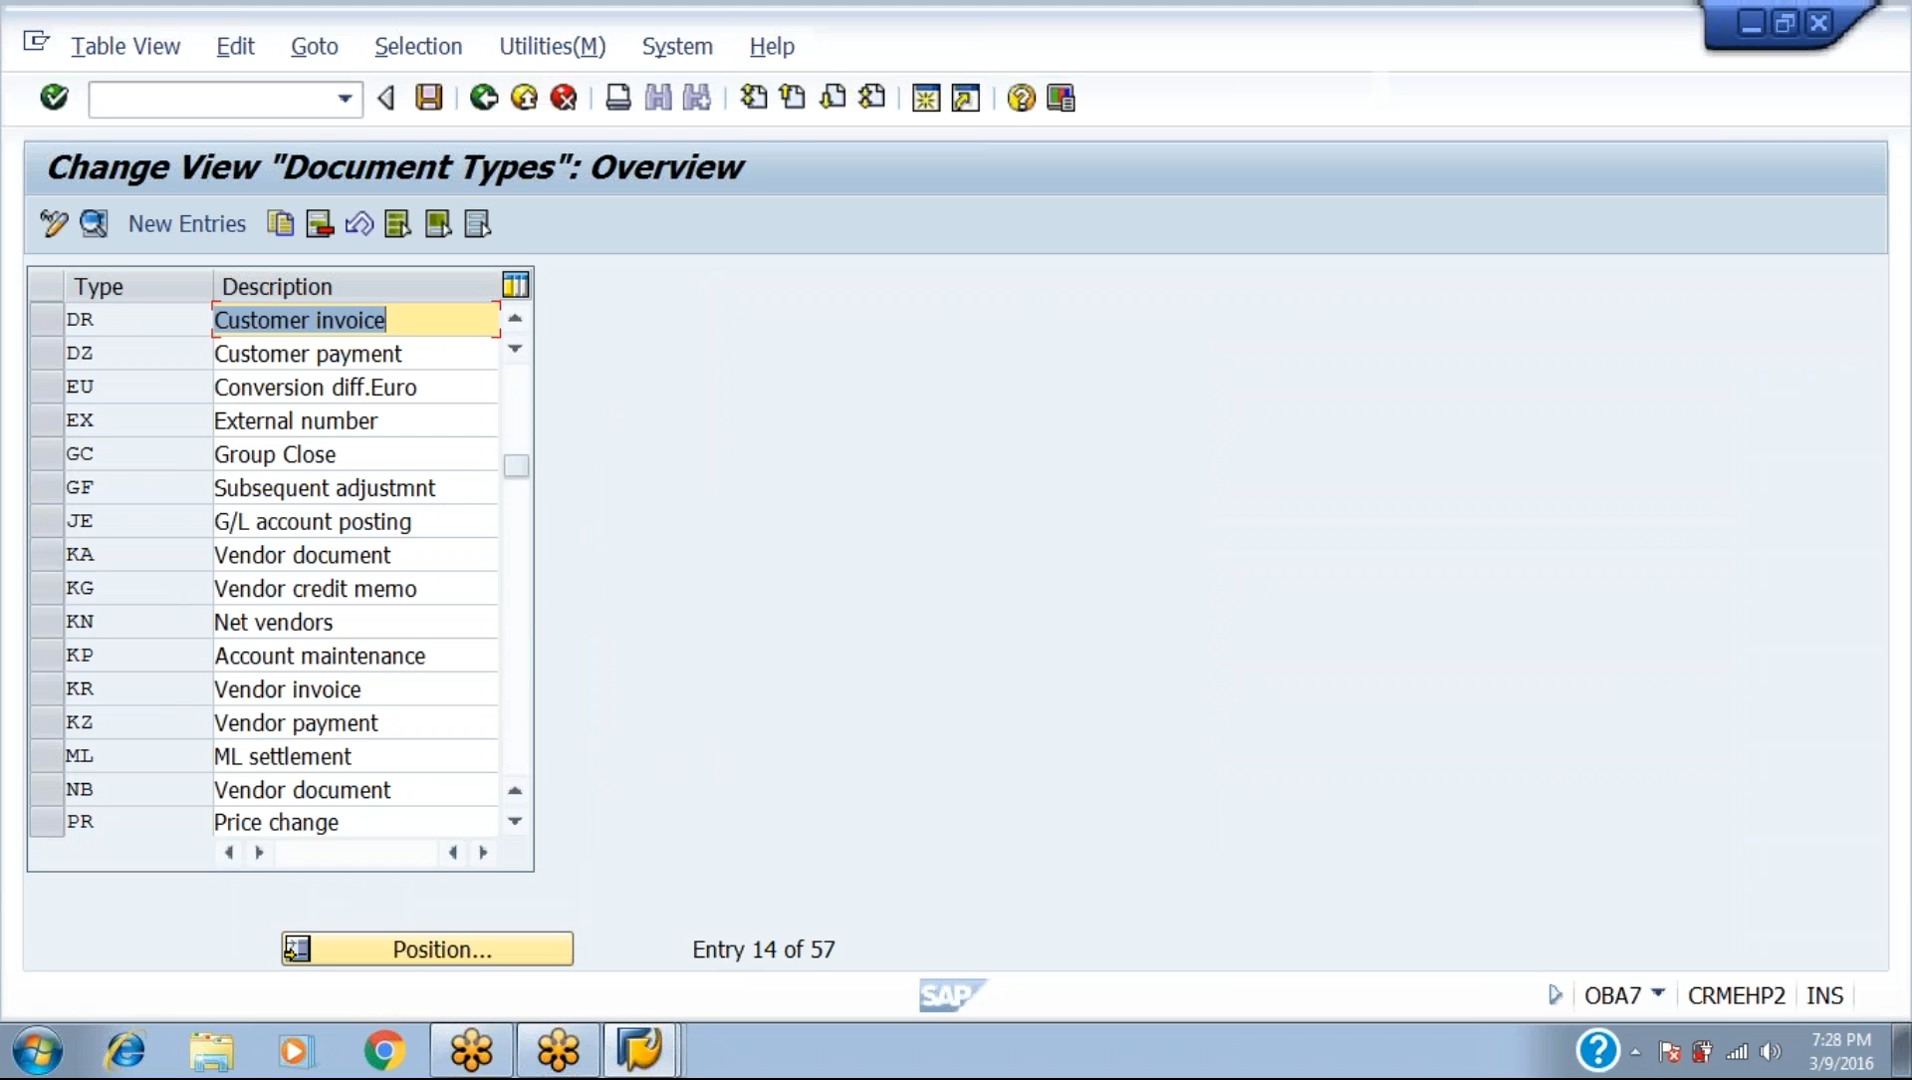 Table View Edit Goto Selection Utilities(M) System Help
Change View "Document Types": Overview
New Entries
Type Description
DR Customer invoice
DZ Customer payment
EU Conversion diff.Euro
EX External number
GC Group Close
GF Subsequent adjustmnt
JE G/L account posting
KA Vendor document
KG Vendor credit memo
KN Net vendors
KP Account maintenance
KR Vendor invoice
KZ Vendor payment
ML ML settlement
NB Vendor document
PR Price change
Position... Entry 14 of 57
SAP OBA7 CRMEHP2 INS
7:28 PM
3/9/2016